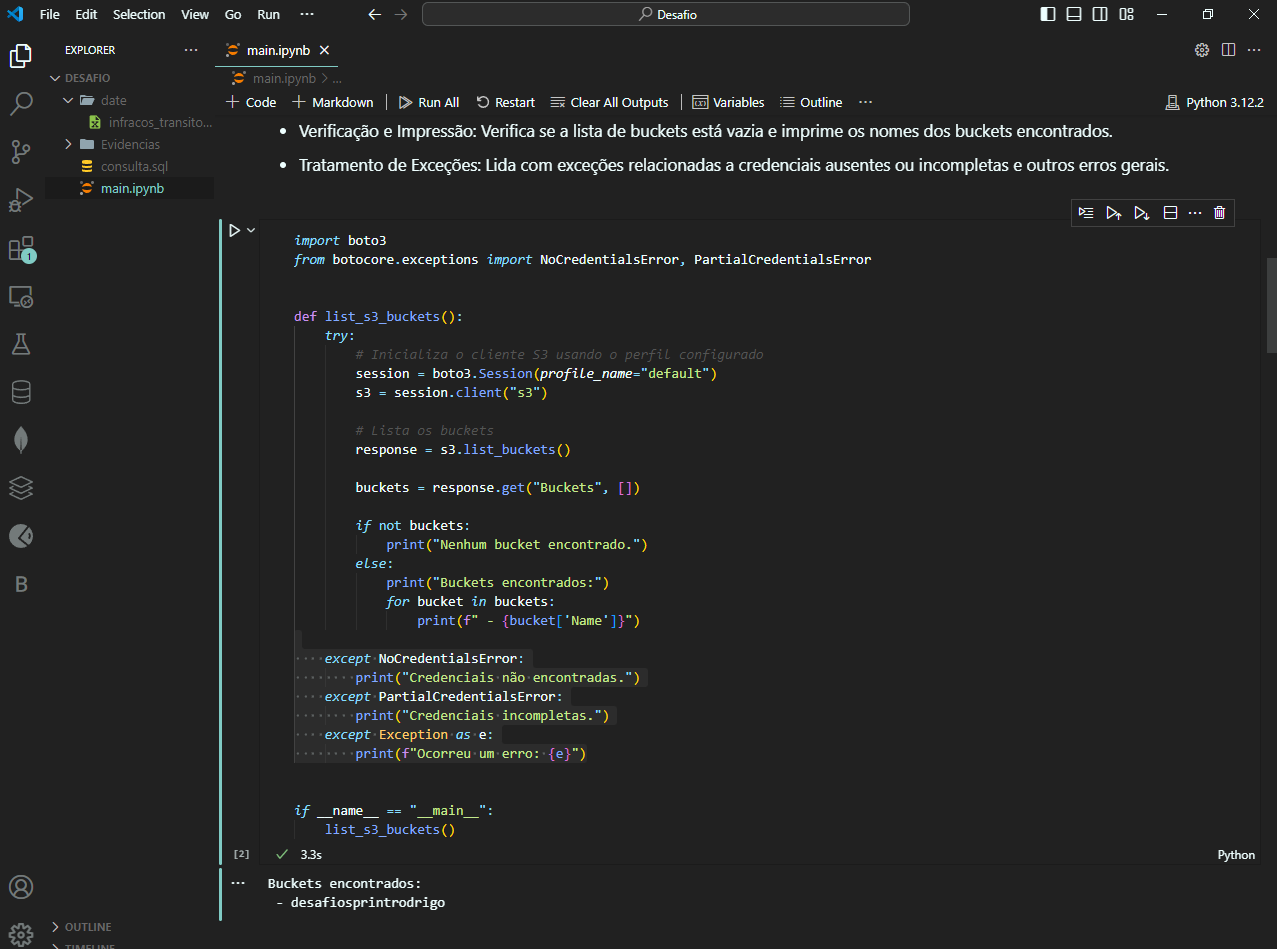 File Edit Selection View Go Run ··· Desafio
EXPLORER ···
main.ipynb
DESAFIO
main.ipynb > ...
date
infracos_transito...
Evidencias
consulta.sql
main.ipynb
Code Markdown Run All Restart Clear All Outputs Variables Outline ··· Python 3.12.2
• Verificação e Impressão: Verifica se a lista de buckets está vazia e imprime os nomes dos buckets encontrados.
• Tratamento de Exceções: Lida com exceções relacionadas a credenciais ausentes ou incompletas e outros erros gerais.
import boto3
from botocore.exceptions import NoCredentialsError, PartialCredentialsError
def list_s3_buckets():
try:
# Inicializa o cliente S3 usando o perfil configurado
session = boto3.Session(profile_name="default")
s3 = session.client("s3")
# Lista os buckets
response = s3.list_buckets()
buckets = response.get("Buckets", [])
if not buckets:
print("Nenhum bucket encontrado.")
else:
print("Buckets encontrados:")
for bucket in buckets:
print(f" - {bucket['Name']}")
except NoCredentialsError:
print("Credenciais não encontradas.")
except PartialCredentialsError:
print("Credenciais incompletas.")
except Exception as e:
print(f"Ocorreu um erro: {e}")
if __name__ == "__main__":
list_s3_buckets()
[2] 3.3s Python
··· Buckets encontrados:
- desafiosprintrodrigo
1
B
OUTLINE
TIMELINE